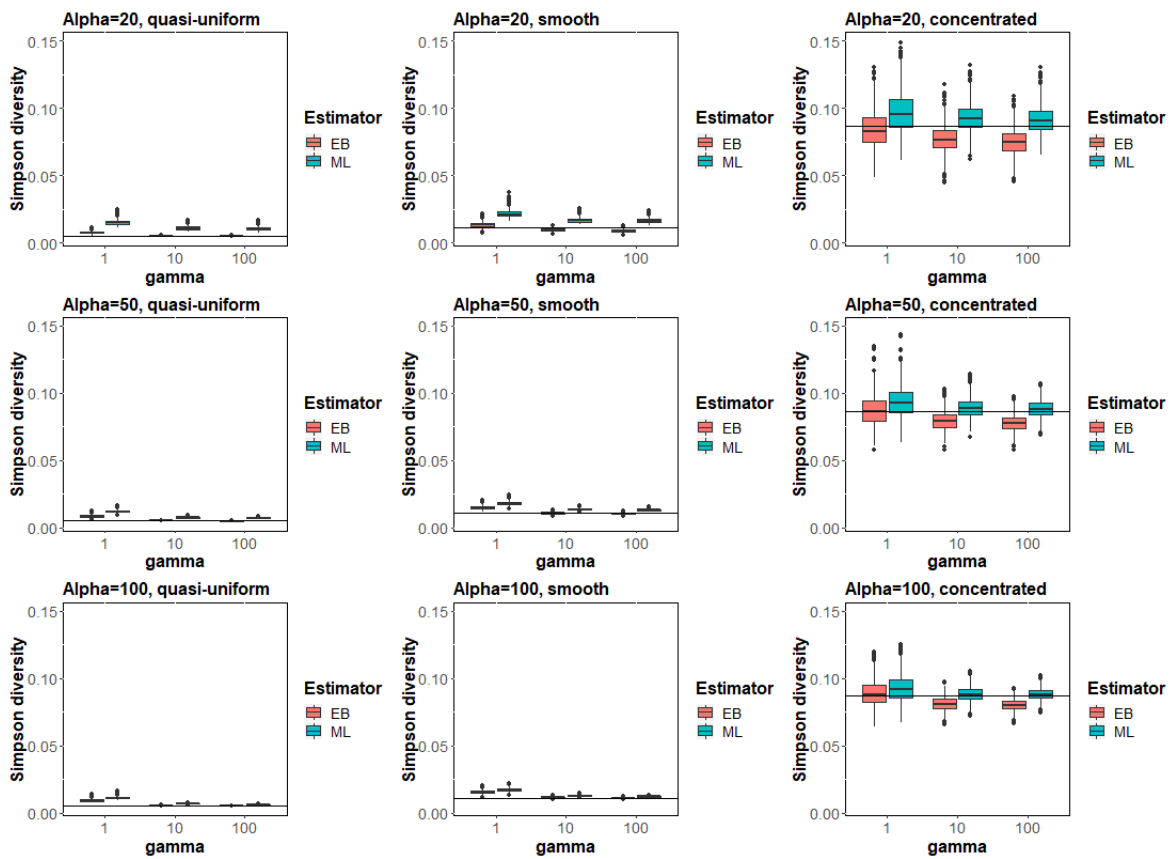 Alpha=20, quasi-uniform
Simpson diversity
0.15
0.10
0.05
0.00
1 10 100
gamma
Estimator
EB
ML
Alpha=20, smooth
Simpson diversity
0.15
0.10
0.05
0.00
1 10 100
gamma
Estimator
EB
ML
Alpha=20, concentrated
Simpson diversity
0.15
0.10
0.05
0.00
1 10 100
gamma
Estimator
EB
ML
Alpha=50, quasi-uniform
Simpson diversity
0.15
0.10
0.05
0.00
1 10 100
gamma
Estimator
EB
ML
Alpha=50, smooth
Simpson diversity
0.15
0.10
0.05
0.00
1 10 100
gamma
Estimator
EB
ML
Alpha=50, concentrated
Simpson diversity
0.15
0.10
0.05
0.00
1 10 100
gamma
Estimator
EB
ML
Alpha=100, quasi-uniform
Simpson diversity
0.15
0.10
0.05
0.00
1 10 100
gamma
Estimator
EB
ML
Alpha=100, smooth
Simpson diversity
0.15
0.10
0.05
0.00
1 10 100
gamma
Estimator
EB
ML
Alpha=100, concentrated
Simpson diversity
0.15
0.10
0.05
0.00
1 10 100
gamma
Estimator
EB
ML